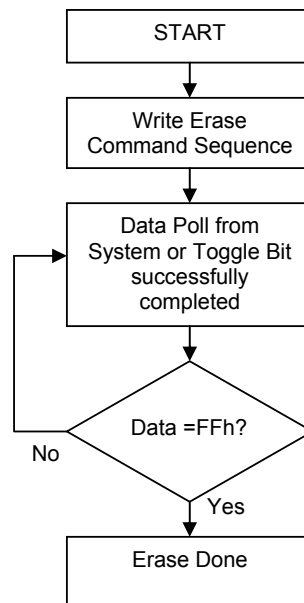 START
Write Erase
Command Sequence
Data Poll from
System or Toggle Bit
successfully
completed
Data =FFh?
No
Yes
Erase Done